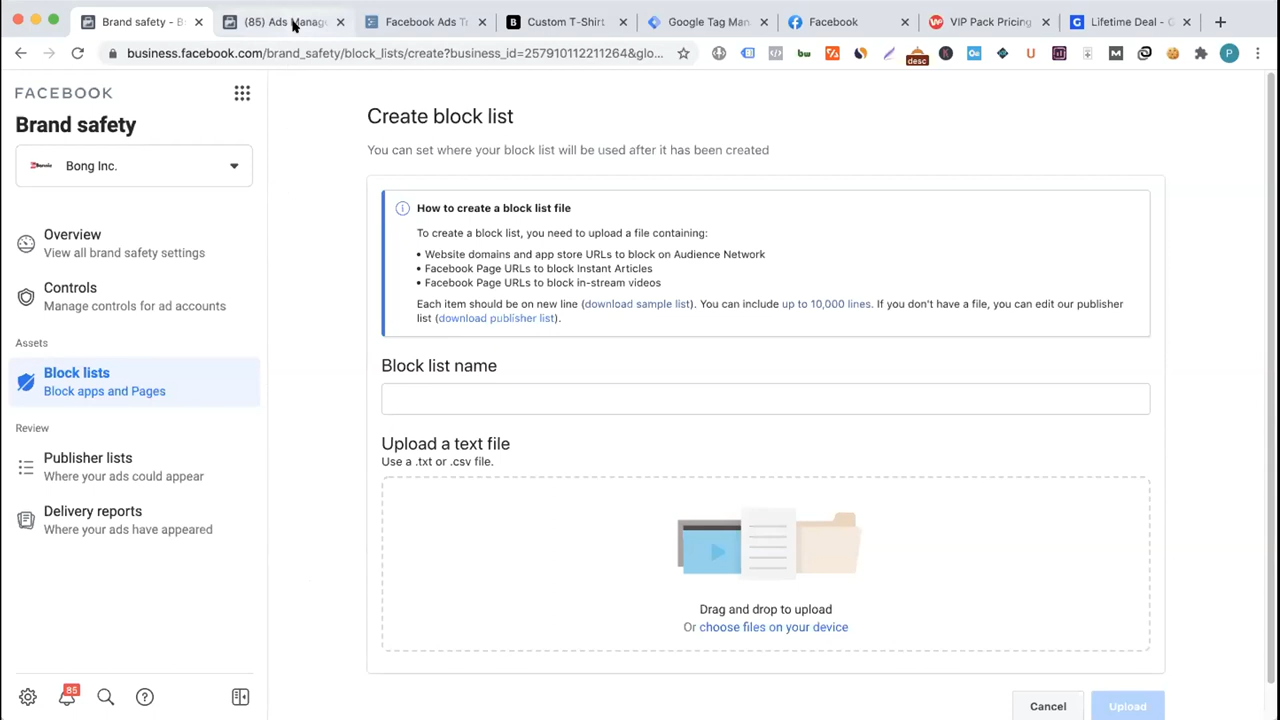 Brand safety - B
(85) Ads Manage
Facebook Ads Te
Custom T-Shirt
Google Tag Man
Facebook
VIP Pack Pricing
Lifetime Deal - G
business.facebook.com/brand_safety/block_lists/create?business_id=257910112211264&glo...
desc
P
FACEBOOK
Brand safety
Bong Inc.
Overview
View all brand safety settings
Controls
Manage controls for ad accounts
Assets
Block lists
Block apps and Pages
Review
Publisher lists
Where your ads could appear
Delivery reports
Where your ads have appeared
85
Create block list
You can set where your block list will be used after it has been created
How to create a block list file
To create a block list, you need to upload a file containing:
• Website domains and app store URLs to block on Audience Network
• Facebook Page URLs to block Instant Articles
• Facebook Page URLs to block in-stream videos
Each item should be on new line (download sample list). You can include up to 10,000 lines. If you don't have a file, you can edit our publisher
list (download publisher list).
Block list name
Upload a text file
Use a .txt or .csv file.
Drag and drop to upload
Or choose files on your device
Cancel
Upload